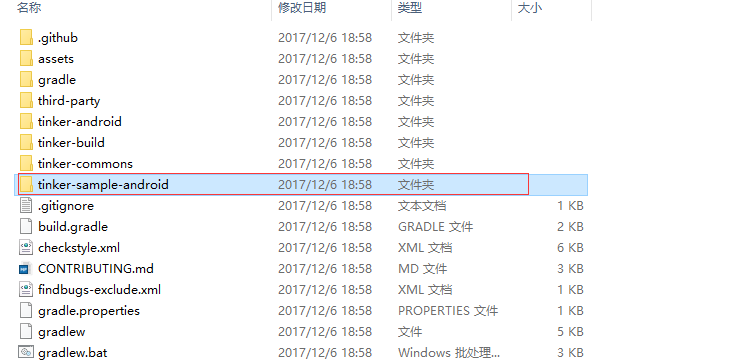 名称 修改日期 类型 大小
.github 2017/12/6 18:58 文件夹
assets 2017/12/6 18:58 文件夹
gradle 2017/12/6 18:58 文件夹
third-party 2017/12/6 18:58 文件夹
tinker-android 2017/12/6 18:58 文件夹
tinker-build 2017/12/6 18:58 文件夹
tinker-commons 2017/12/6 18:58 文件夹
tinker-sample-android 2017/12/6 18:58 文件夹
.gitignore 2017/12/6 18:58 文本文档 1 KB
build.gradle 2017/12/6 18:58 GRADLE 文件 2 KB
checkstyle.xml 2017/12/6 18:58 XML 文档 6 KB
CONTRIBUTING.md 2017/12/6 18:58 MD 文件 3 KB
findbugs-exclude.xml 2017/12/6 18:58 XML 文档 1 KB
gradle.properties 2017/12/6 18:58 PROPERTIES 文件 1 KB
gradlew 2017/12/6 18:58 文件 5 KB
gradlew.bat 2017/12/6 18:58 Windows 批处理... 3 KB